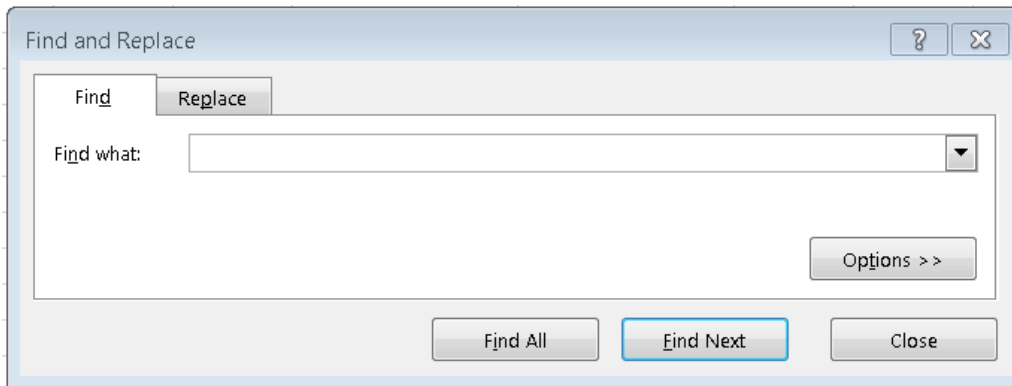 Find and Replace
Find Replace
Find what:
Options >>
Find All Find Next Close